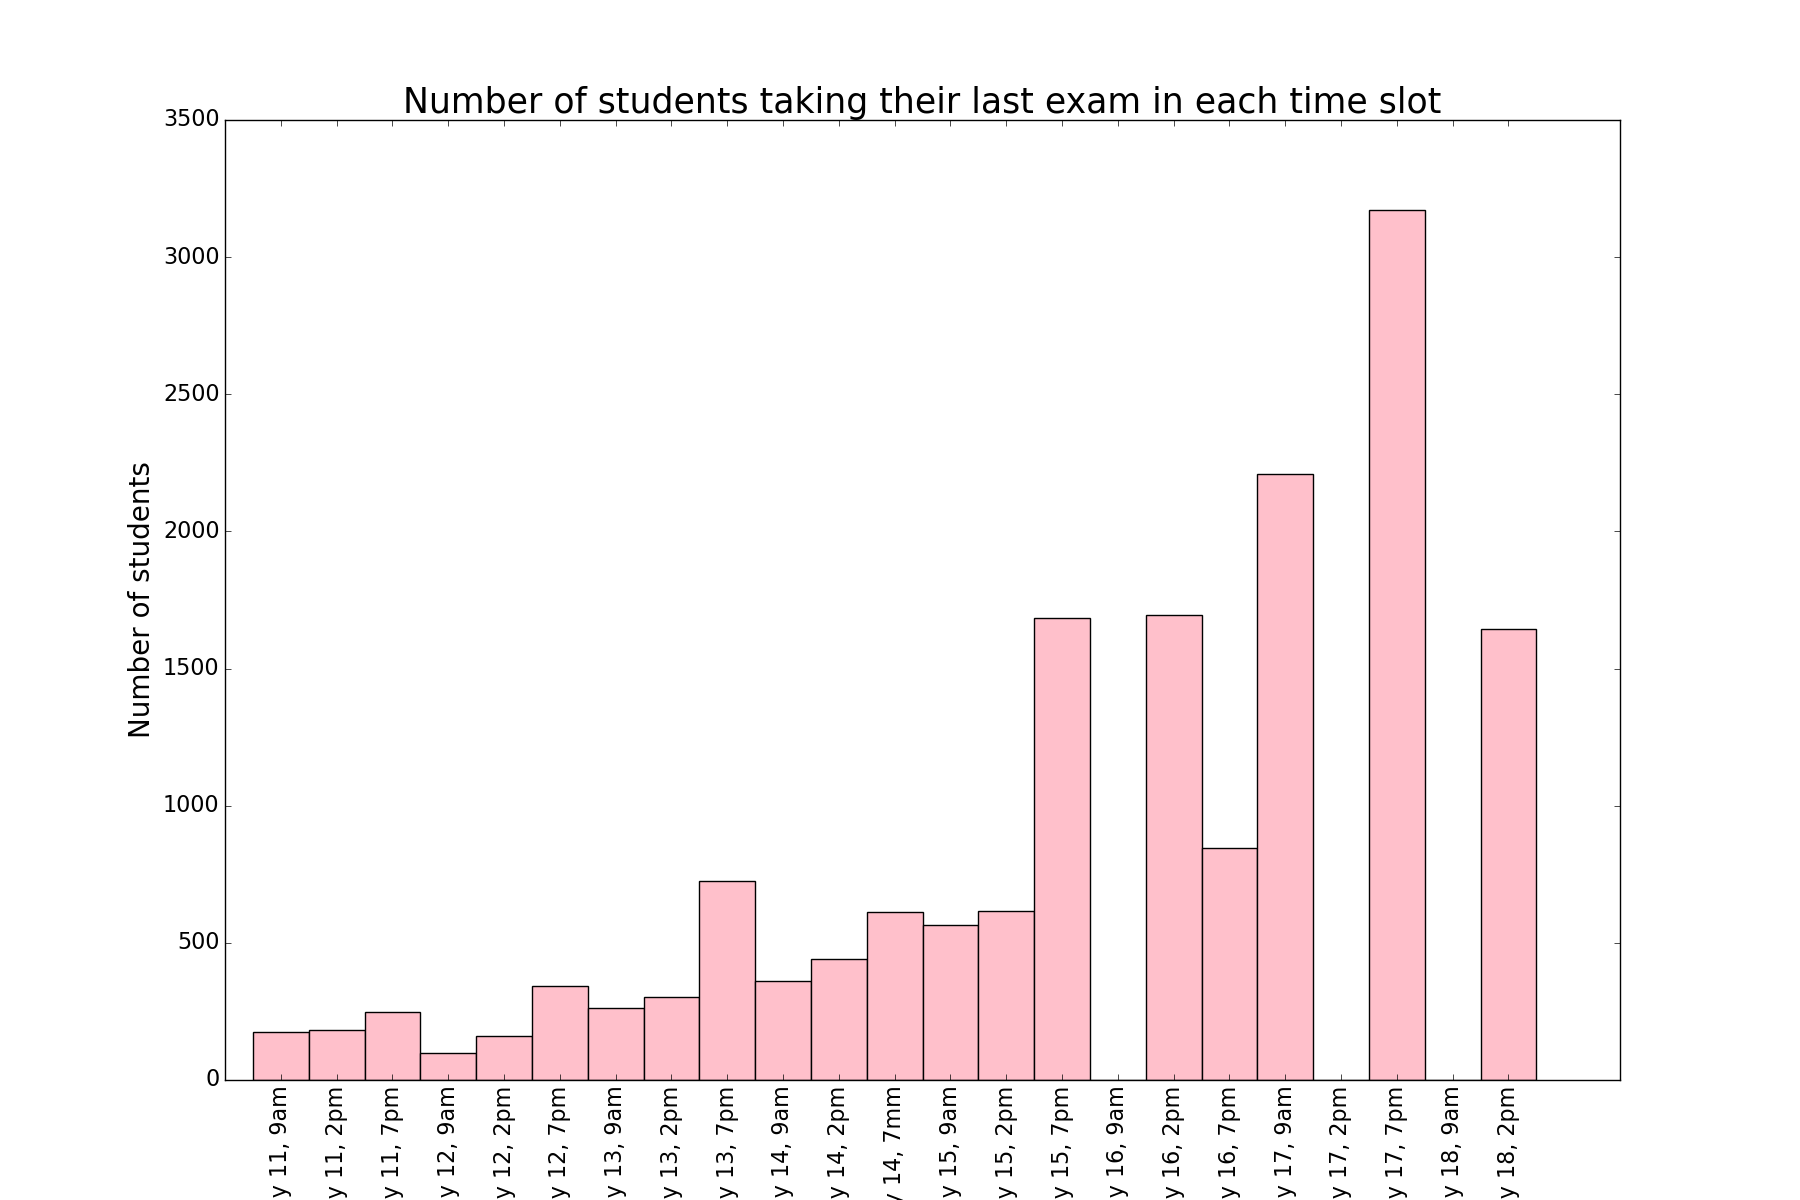 Number of students taking their last exam in each time slot
3500
3000
2500
2000
1500
1000
500
0
Number of students
y 11, 9am
y 11, 2pm
y 11, 7pm
y 12, 9am
y 12, 2pm
y 12, 7pm
y 13, 9am
y 13, 2pm
y 13, 7pm
y 14, 9am
y 14, 2pm
y 14, 7mm
y 15, 9am
y 15, 2pm
y 15, 7pm
y 16, 9am
y 16, 2pm
y 16, 7pm
y 17, 9am
y 17, 2pm
y 17, 7pm
y 18, 9am
y 18, 2pm